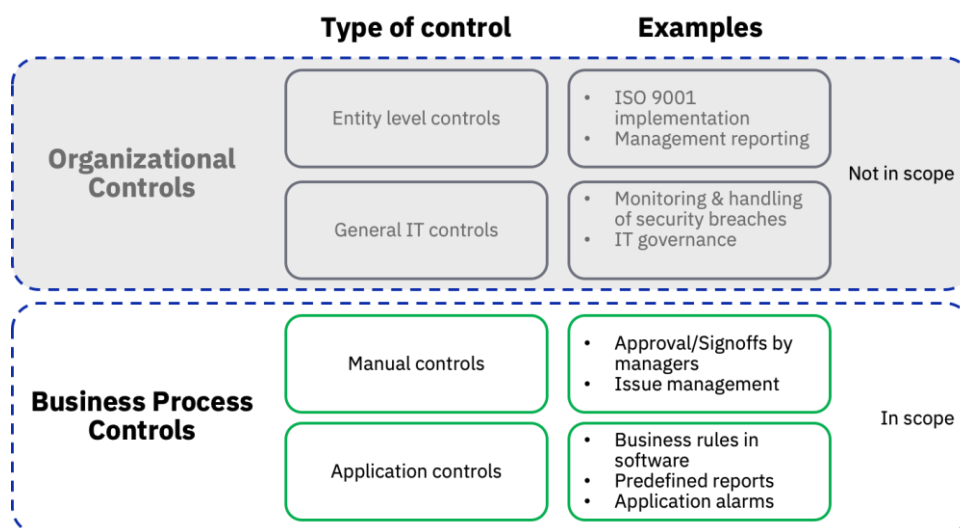 Type of control
Examples
Organizational
Controls
Entity level controls
• ISO 9001
implementation
• Management reporting
General IT controls
• Monitoring & handling
of security breaches
• IT governance
Not in scope
Business Process
Controls
Manual controls
• Approval/Signoffs by
managers
• Issue management
Application controls
• Business rules in
software
• Predefined reports
• Application alarms
In scope